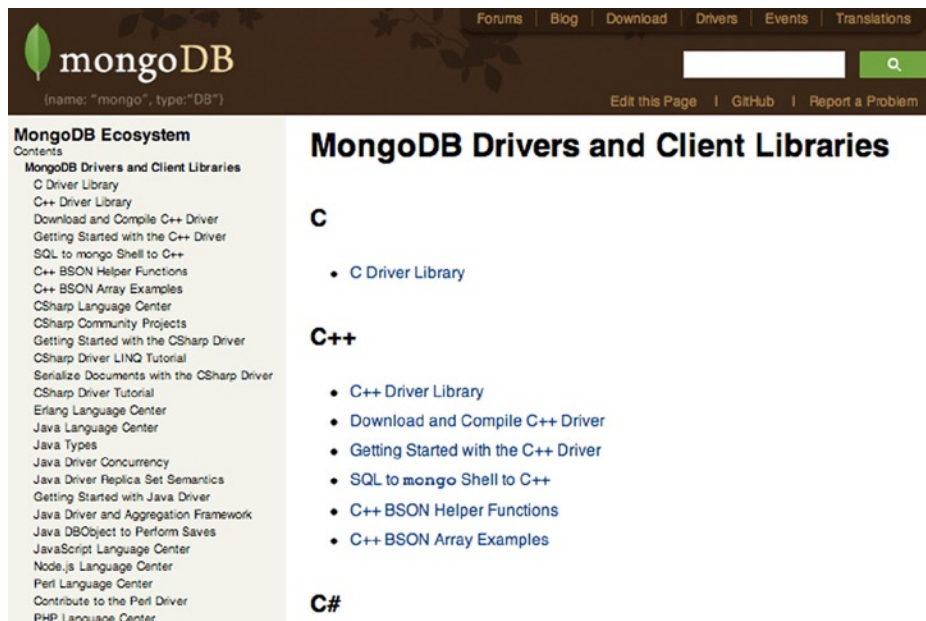 Forums | Blog | Download | Drivers | Events | Translations
mongoDB
{name: "mongo", type:"DB"}
Edit this Page | GitHub | Report a Problem
MongoDB Ecosystem
Contents
MongoDB Drivers and Client Libraries
C Driver Library
C++ Driver Library
Download and Compile C++ Driver
Getting Started with the C++ Driver
SQL to mongo Shell to C++
C++ BSON Helper Functions
C++ BSON Array Examples
CSharp Language Center
CSharp Community Projects
Getting Started with the CSharp Driver
CSharp Driver LINQ Tutorial
Serialize Documents with the CSharp Driver
CSharp Driver Tutorial
Erlang Language Center
Java Language Center
Java Types
Java Driver Concurrency
Java Driver Replica Set Semantics
Getting Started with Java Driver
Java Driver and Aggregation Framework
Java DBObject to Perform Saves
JavaScript Language Center
Node.js Language Center
Perl Language Center
Contribute to the Perl Driver
PHP Language Center
MongoDB Drivers and Client Libraries
C
• C Driver Library
C++
• C++ Driver Library
• Download and Compile C++ Driver
• Getting Started with the C++ Driver
• SQL to mongo Shell to C++
• C++ BSON Helper Functions
• C++ BSON Array Examples
C#